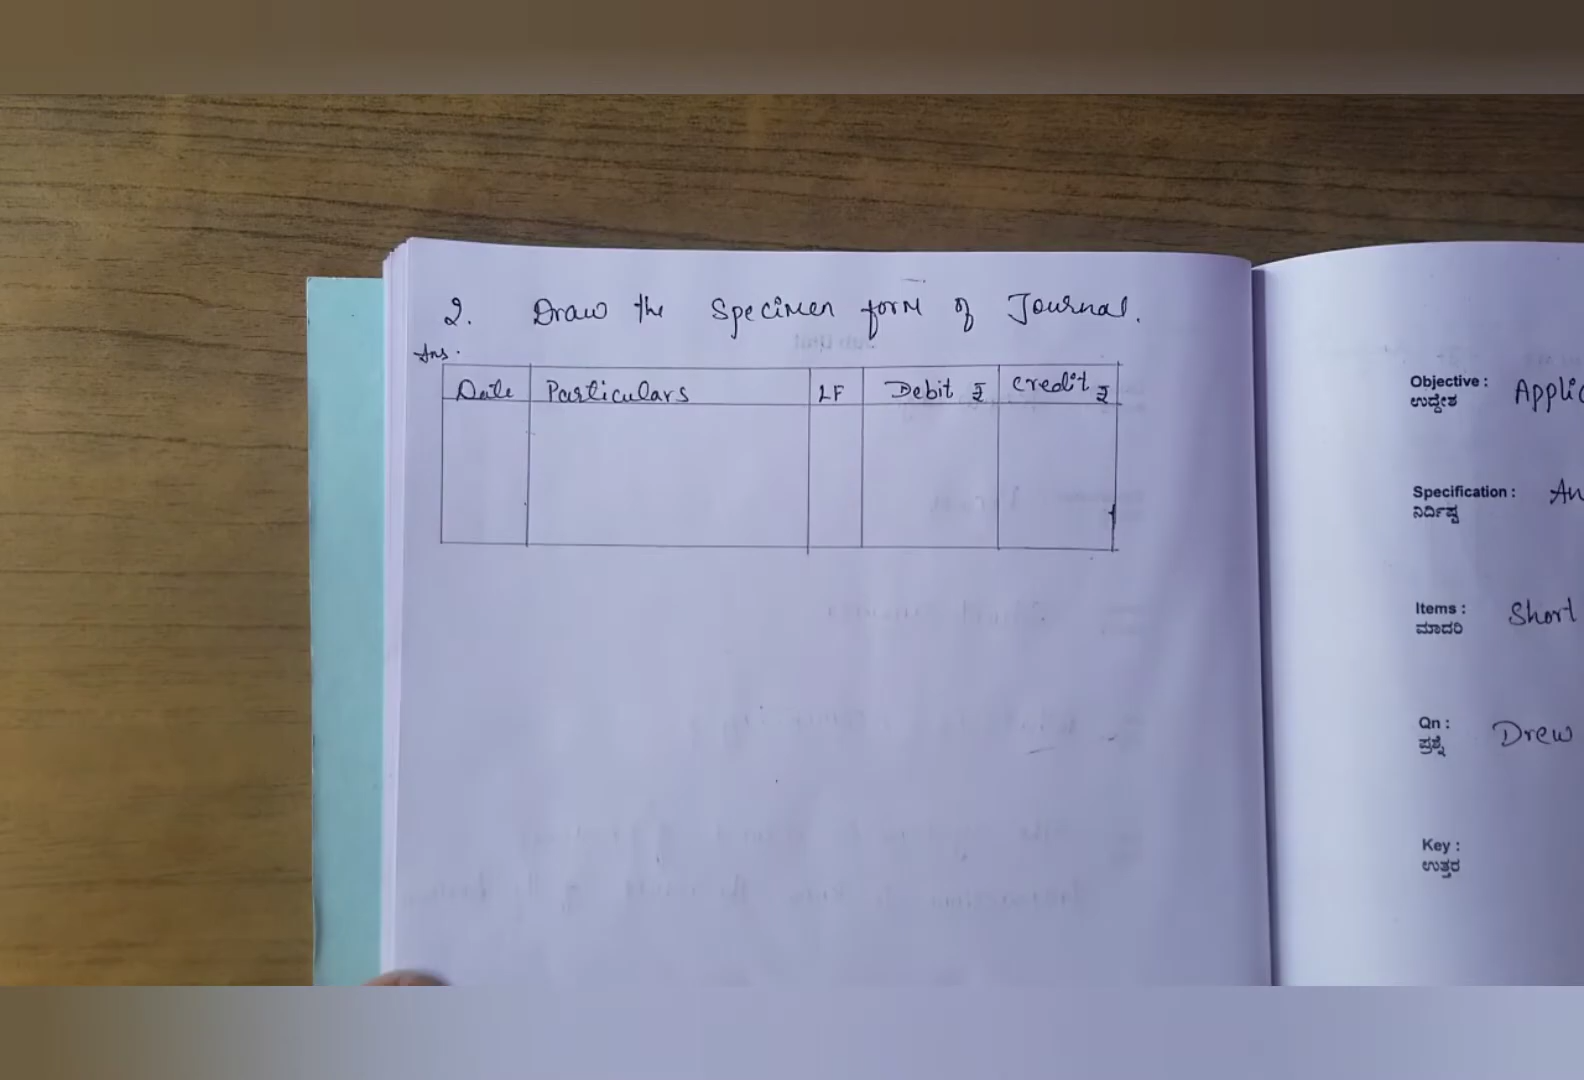 2. Draw the Specimen form of Journal.
Ans.
Date Particulars LF Debit ₹ Credit ₹
Objective : Applic
ಉದ್ದೇಶ
Specification : An
ನಿರ್ದಿಷ್ಟ
Items : Short
ಮಾದರಿ
Qn : Drew
ಪ್ರಶ್ನೆ
Key :
ಉತ್ತರ